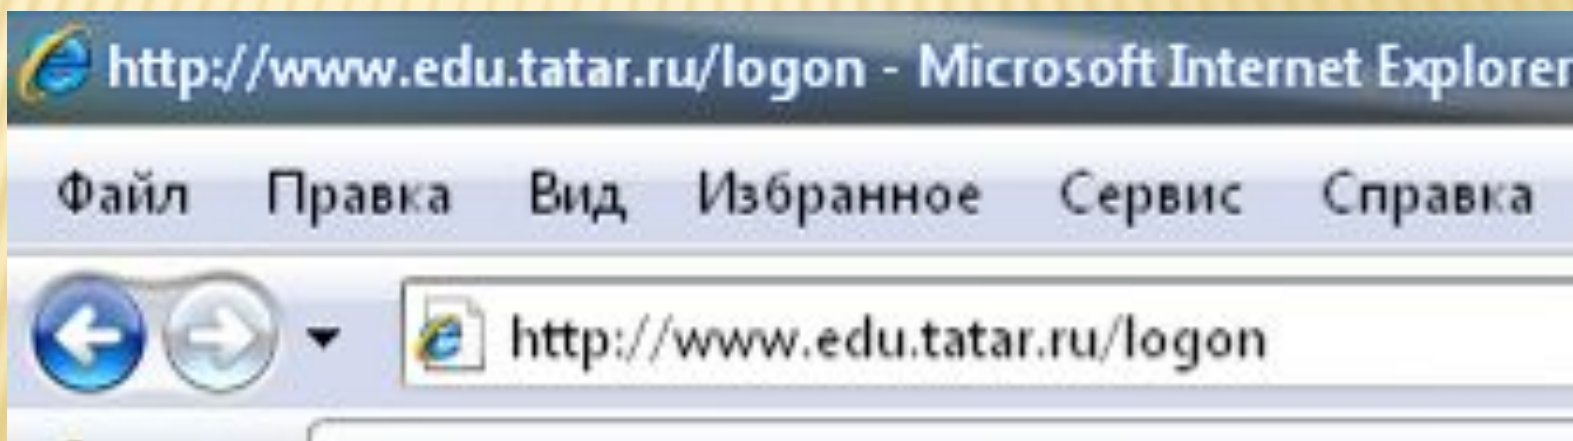 http://www.edu.tatar.ru/logon - Microsoft Internet Explorer
Файл Правка Вид Избранное Сервис Справка
http://www.edu.tatar.ru/logon